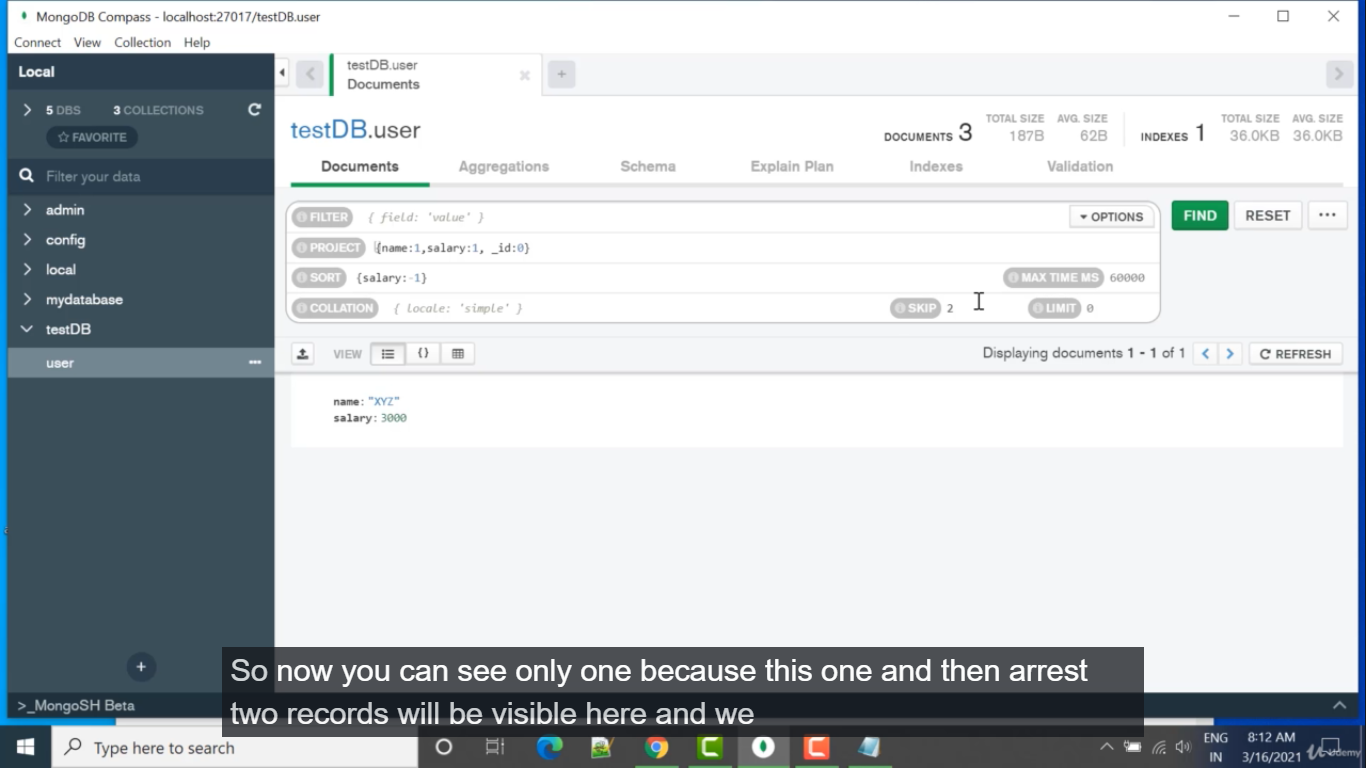 MongoDB Compass - localhost:27017/testDB.user
Connect View Collection Help
Local
5 DBS 3 COLLECTIONS
FAVORITE
Filter your data
admin
config
local
mydatabase
testDB
user
>_MongoSH Beta
testDB.user
Documents
testDB.user
DOCUMENTS 3 TOTAL SIZE 187B AVG. SIZE 62B INDEXES 1 TOTAL SIZE 36.0KB AVG. SIZE 36.0KB
Documents Aggregations Schema Explain Plan Indexes Validation
FILTER { field: 'value' } OPTIONS FIND RESET ...
PROJECT {name:1,salary:1, _id:0}
SORT {salary:-1} MAX TIME MS 60000
COLLATION { locale: 'simple' } SKIP 2 LIMIT 0
VIEW {} Displaying documents 1 - 1 of 1 REFRESH
name: "XYZ"
salary: 3000
So now you can see only one because this one and then arrest
two records will be visible here and we
Type here to search
ENG
IN
8:12 AM
3/16/2021
Udemy